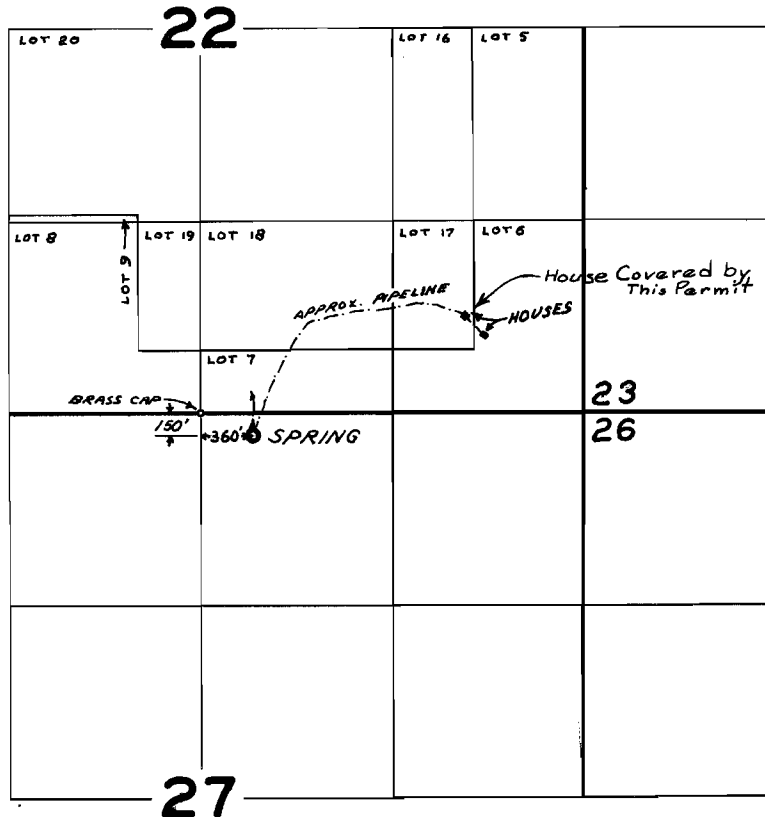 22
LOT 20
LOT 16
LOT 5
LOT 8
LOT 9
LOT 19
LOT 18
LOT 17
LOT 6
House Covered by
This Permit
APPROX. PIPELINE
HOUSES
LOT 7
BRASS CAP
23
26
150'
360'
SPRING
27